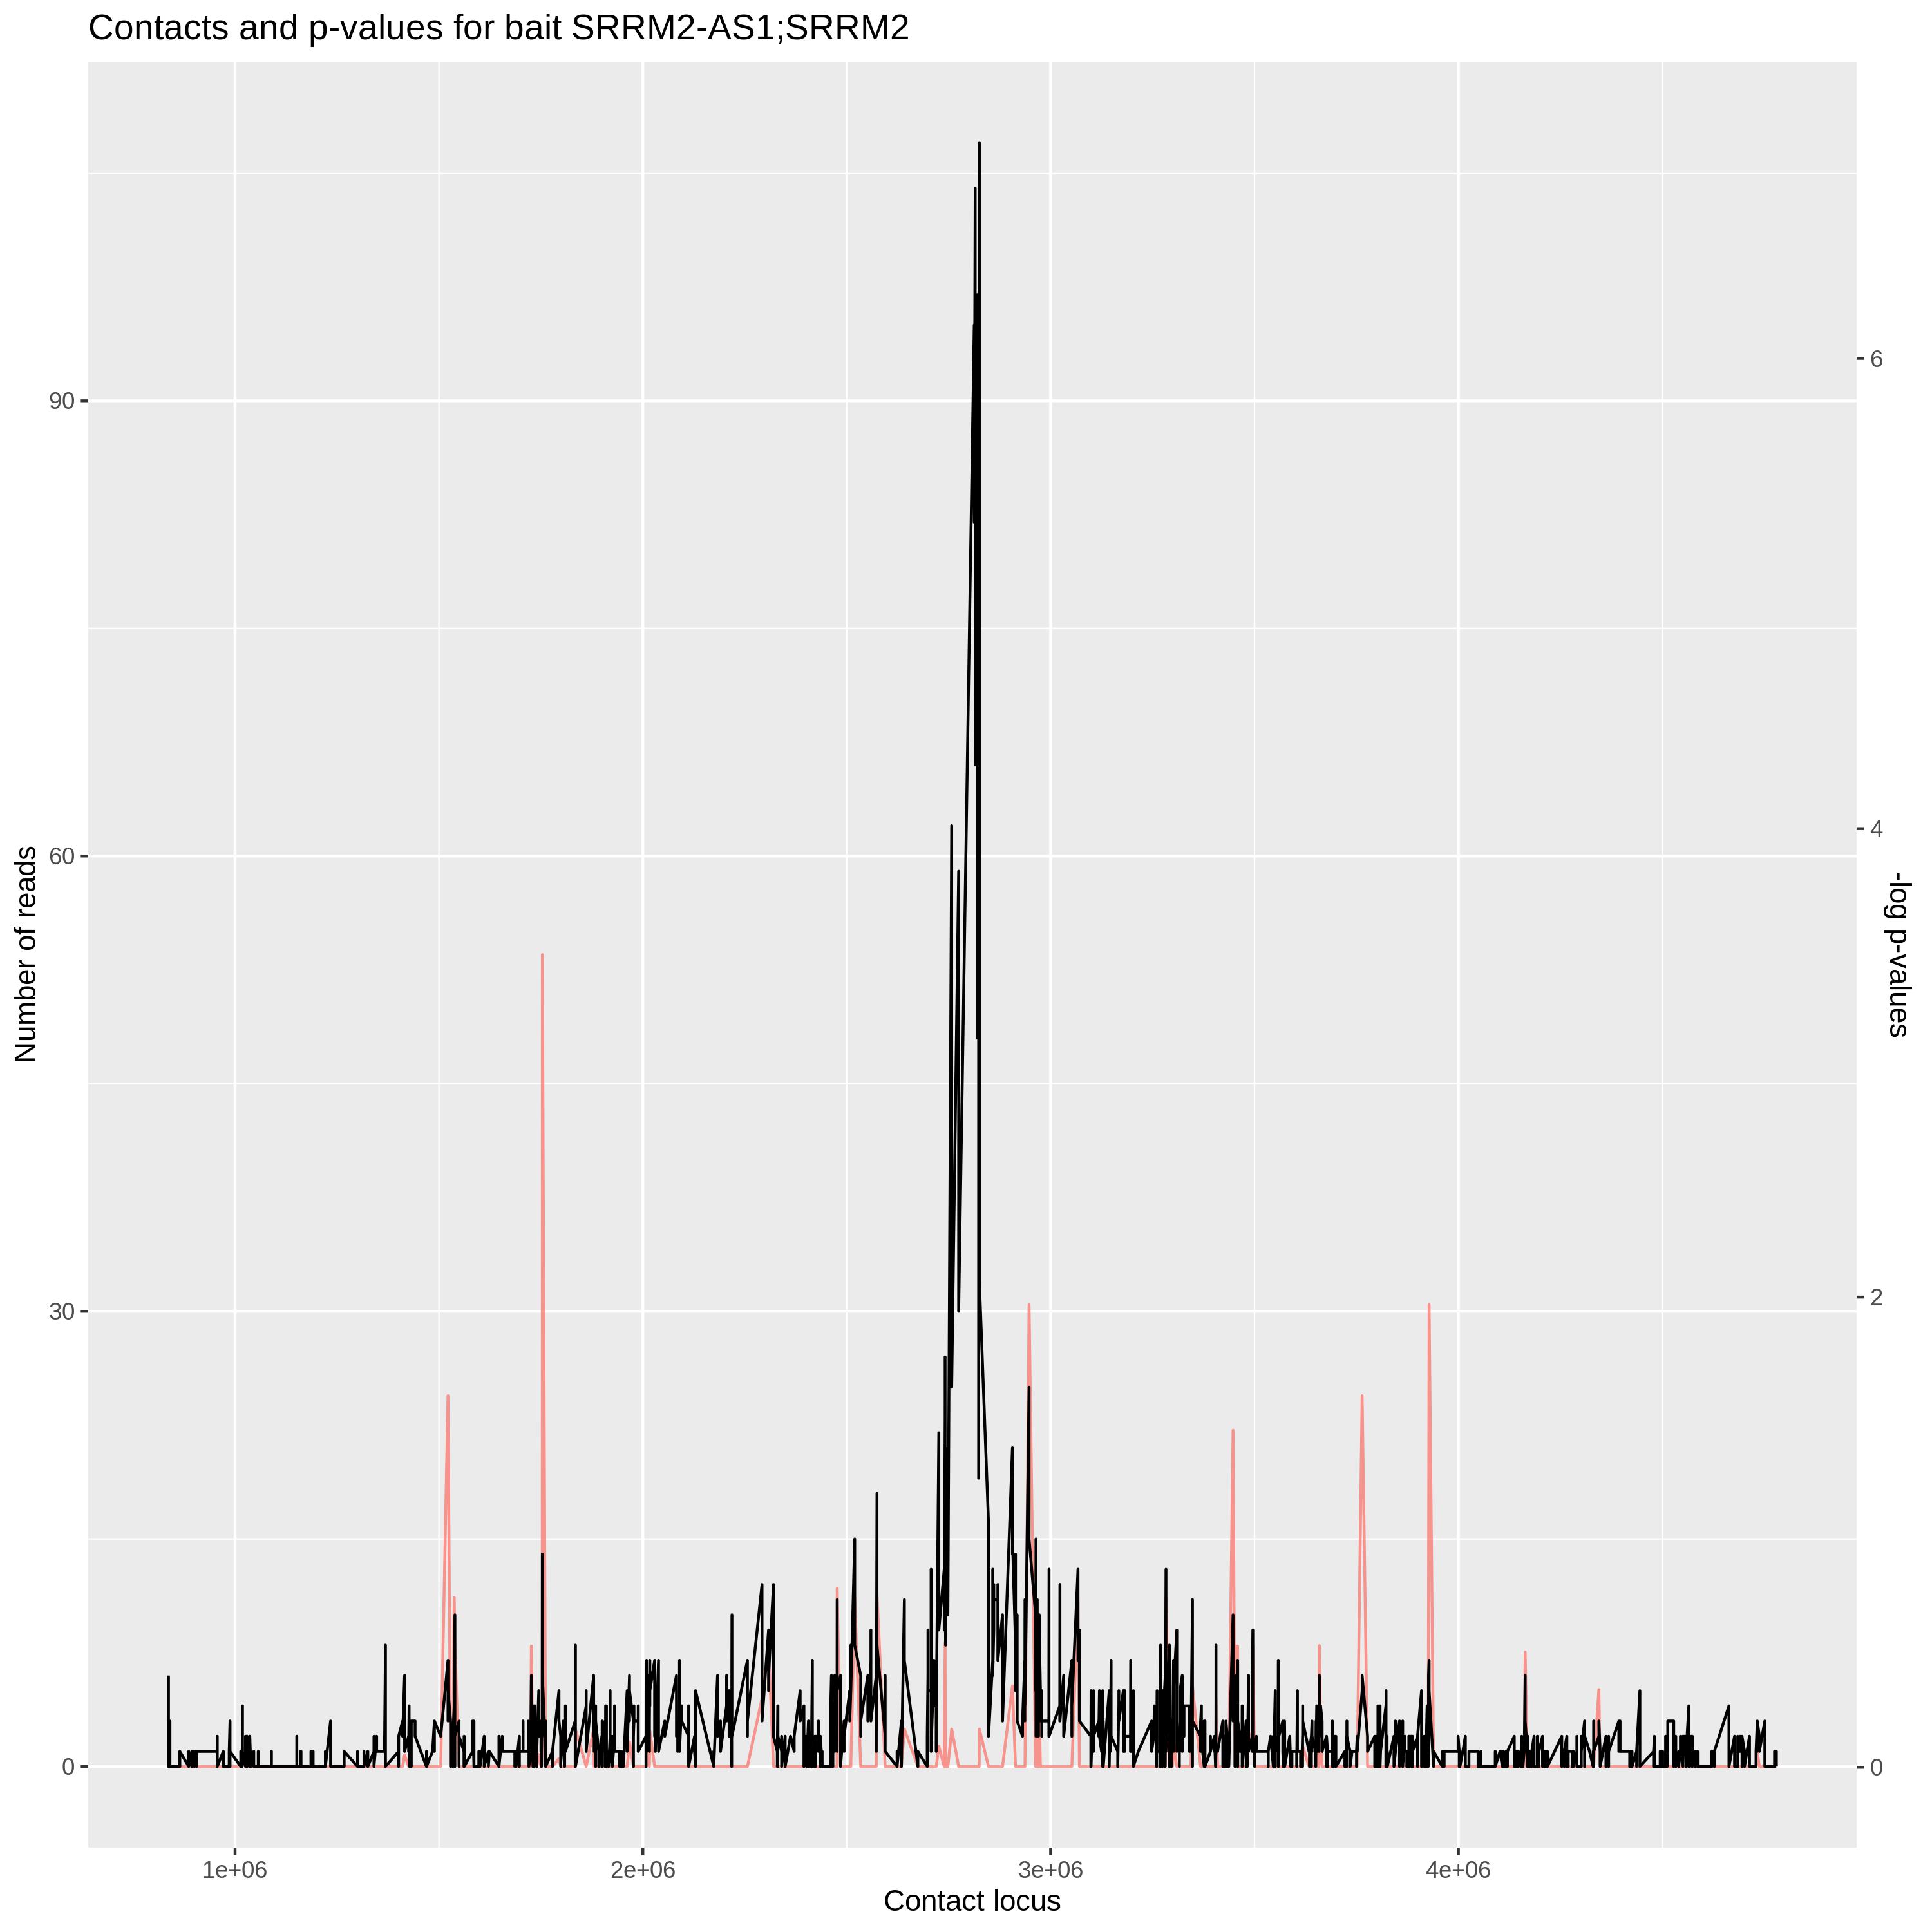 Contacts and p-values for bait SRRM2-AS1;SRRM2
Number of reads
90
60
30
0
6
4
2
0
-log p-values
1e+06
2e+06
3e+06
4e+06
Contact locus